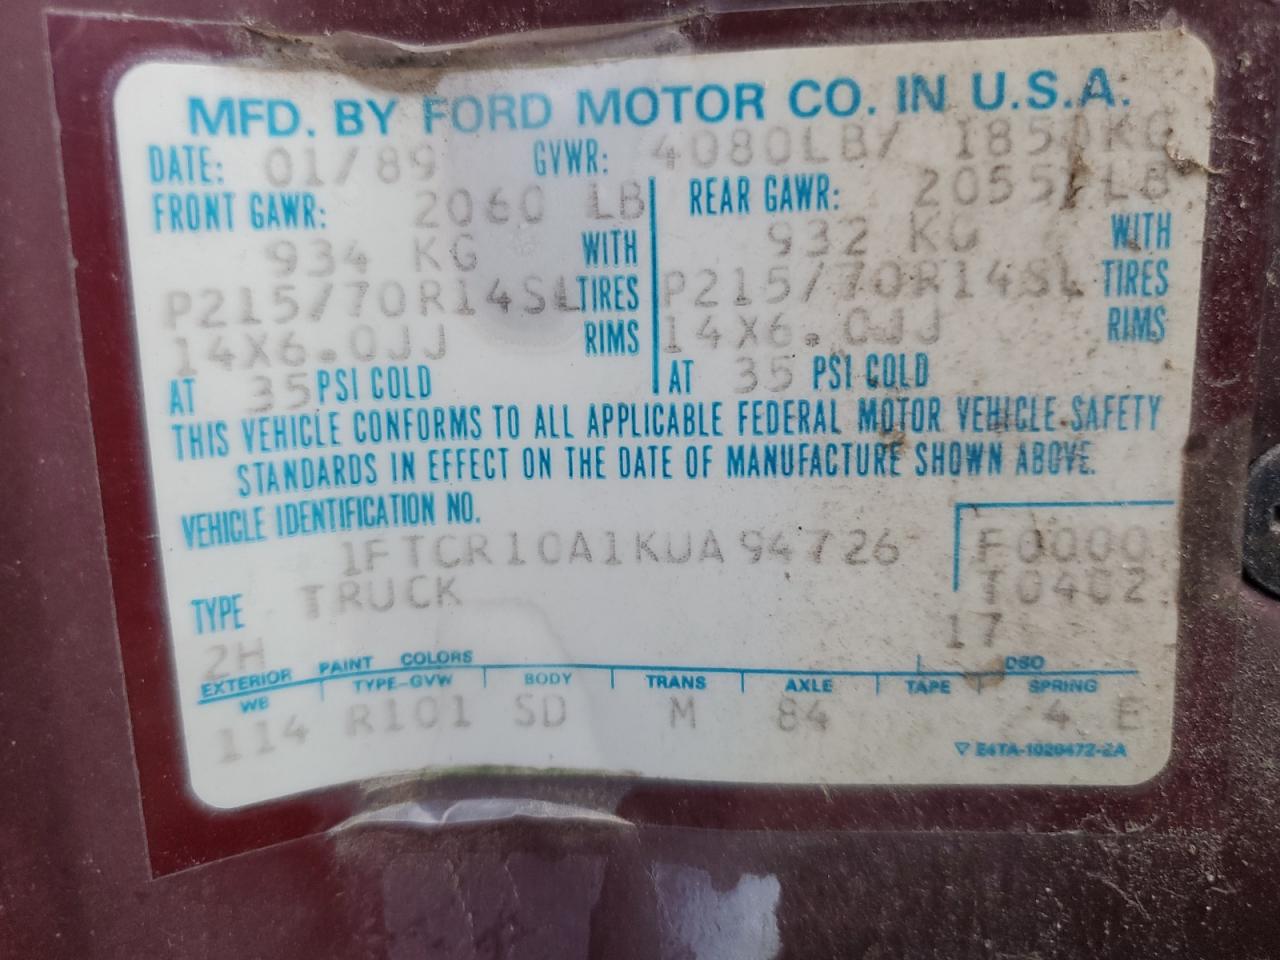 MFD. BY FORD MOTOR CO. IN U.S.A.
DATE: 01/89 GVWR: 4080LB/ 1850KG
FRONT GAWR: 2060 LB REAR GAWR: 2055 LB
934 KG WITH 932 KG WITH
P215/70R14SL TIRES P215/70R14SL TIRES
14X6.0JJ RIMS 14X6.0JJ RIMS
AT 35 PSI COLD AT 35 PSI COLD
THIS VEHICLE CONFORMS TO ALL APPLICABLE FEDERAL MOTOR VEHICLE SAFETY
STANDARDS IN EFFECT ON THE DATE OF MANUFACTURE SHOWN ABOVE.
VEHICLE IDENTIFICATION NO.
1FTCR10A1KUA94726 F0000
TYPE TRUCK T0402
2H 17
EXTERIOR PAINT COLORS DSO
WB TYPE-GVW BODY TRANS AXLE TAPE SPRING
114 R101 SD M 84 4 E
▽ E4TA-1020472-2A